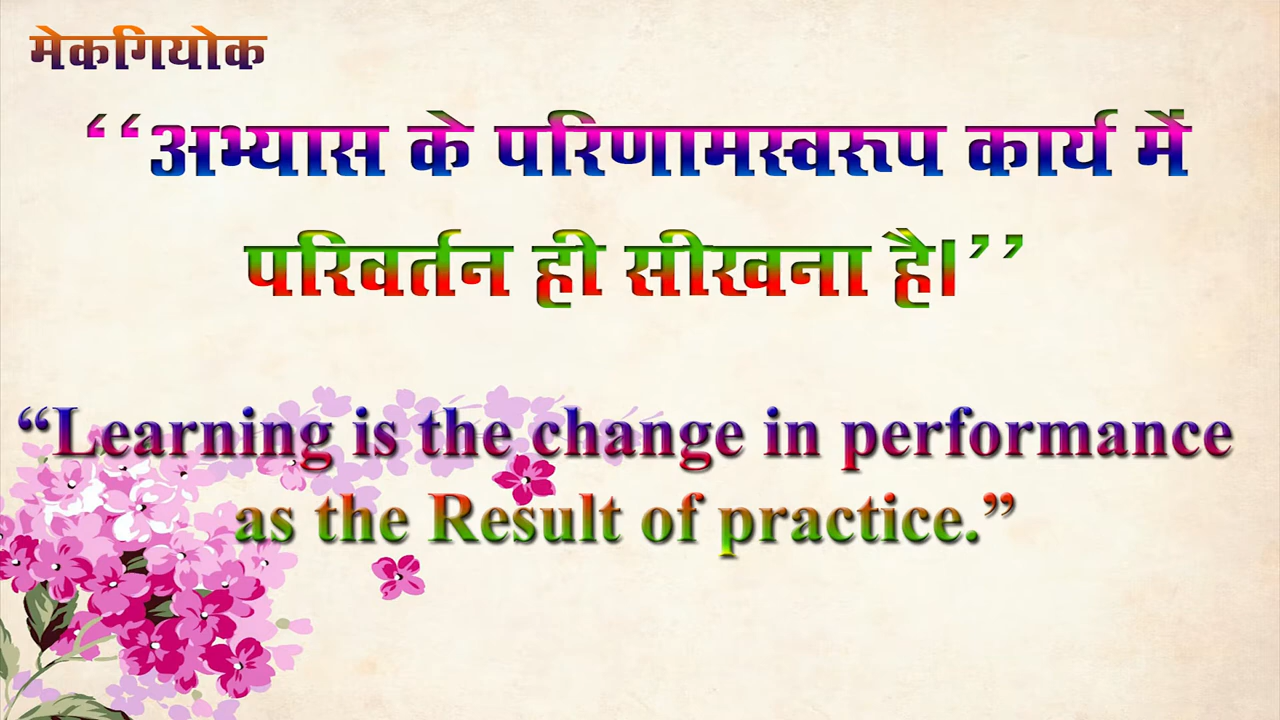 मेकगियोक
‘‘अभ्यास के परिणामस्वरूप कार्य में
परिवर्तन ही सीखना है।’’
“Learning is the change in performance
as the Result of practice.”